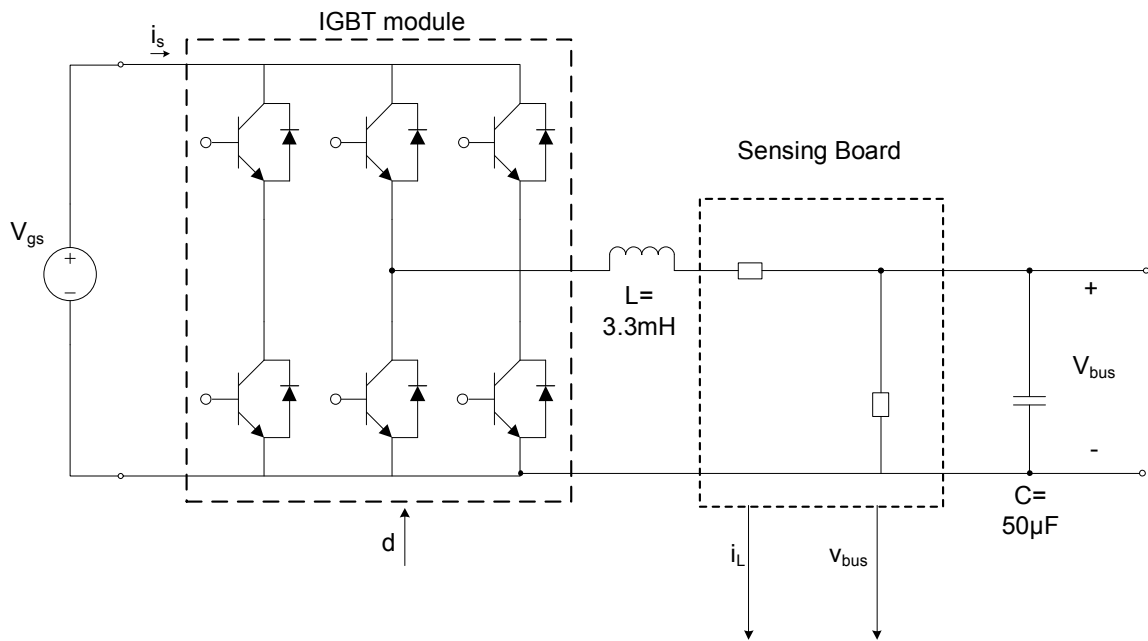 IGBT module
i_s
Sensing Board
V_gs
+
−
L=
3.3mH
+
V_bus
-
C=
50µF
d
i_L
v_bus